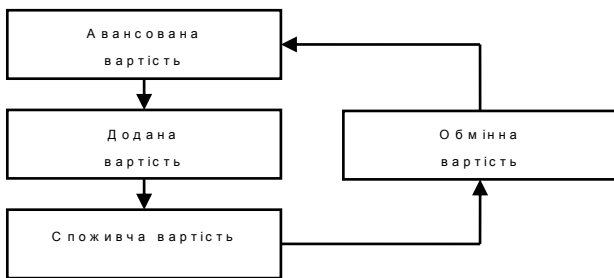 Авансована
вартість
Додана
вартість
Обмінна
вартість
Споживча вартість